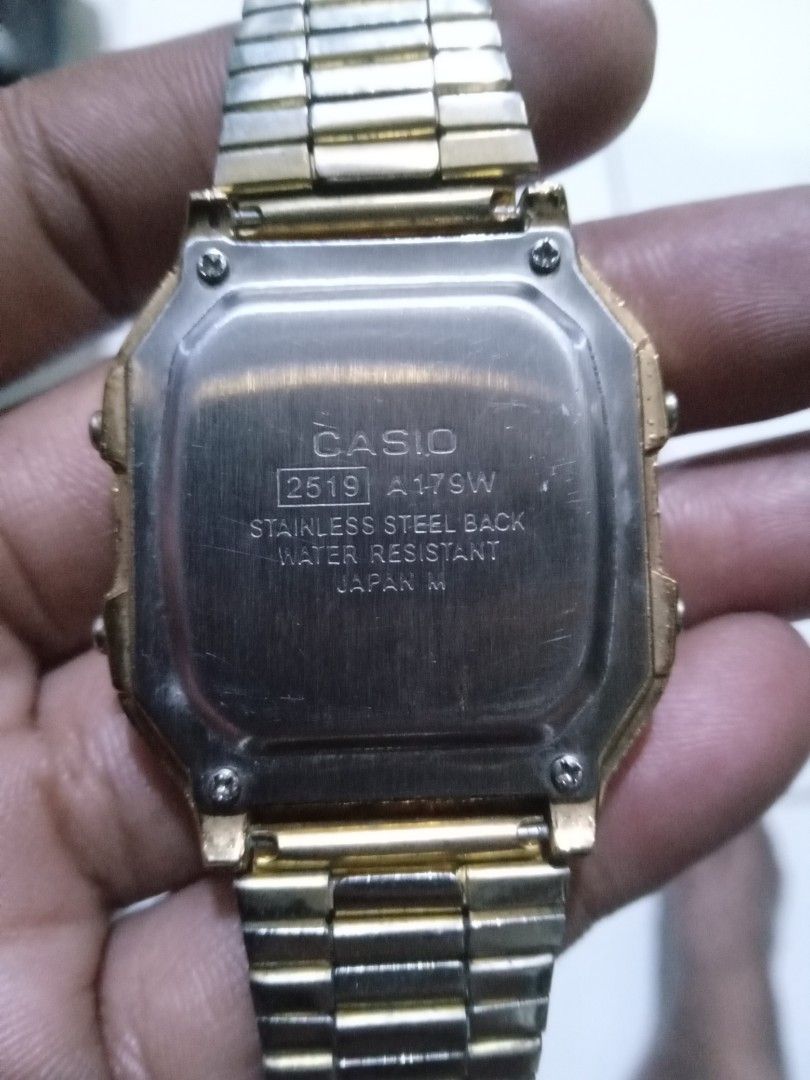 CASIO
2519 A179W
STAINLESS STEEL BACK
WATER RESISTANT
JAPAN M